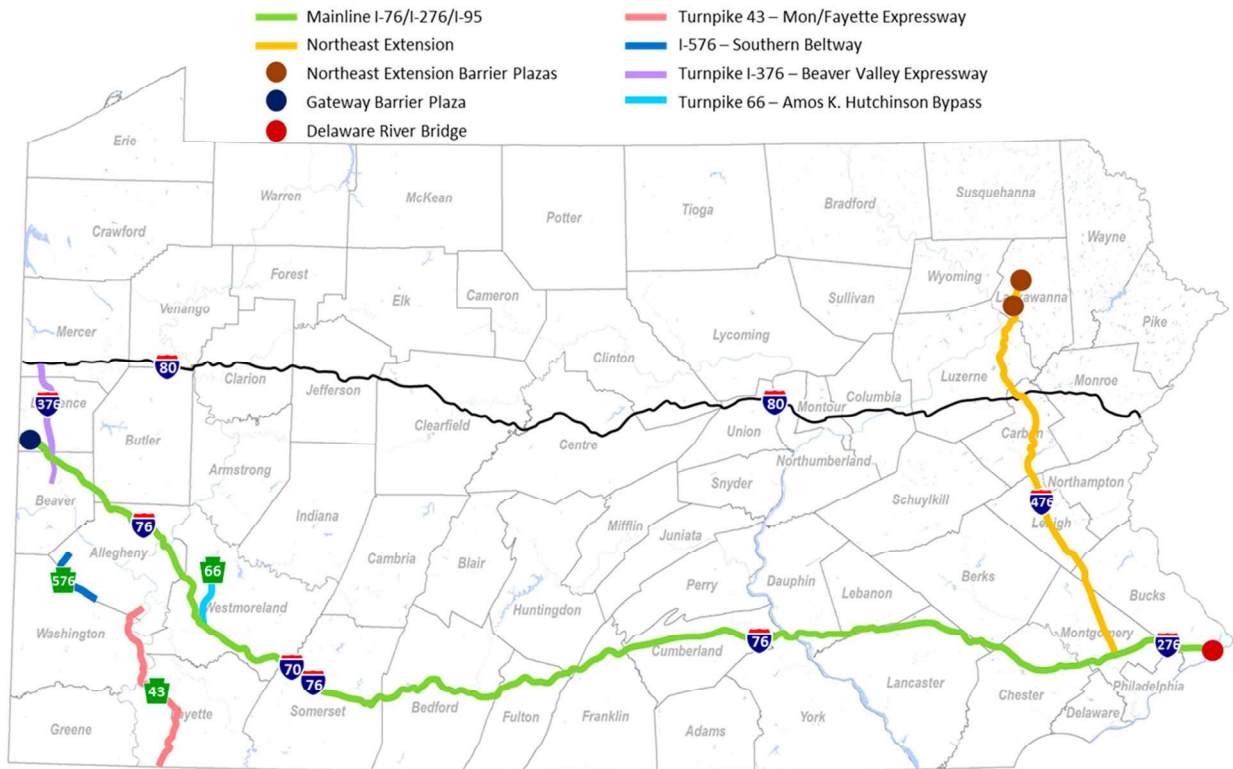 Mainline I-76/I-276/I-95
Northeast Extension
Northeast Extension Barrier Plazas
Gateway Barrier Plaza
Delaware River Bridge
Turnpike 43 – Mon/Fayette Expressway
I-576 – Southern Beltway
Turnpike I-376 – Beaver Valley Expressway
Turnpike 66 – Amos K. Hutchinson Bypass
Erie
Warren
McKean
Potter
Tioga
Bradford
Susquehanna
Wayne
Crawford
Forest
Elk
Cameron
Wyoming
Sullivan
Venango
Mercer
Lycoming
Pike
Clinton
Luzerne
Monroe
80
Clarion
Jefferson
Clearfield
Centre
80
Montour
Columbia
376
Butler
Union
Carbon
Armstrong
Northumberland
Snyder
Northampton
Beaver
Indiana
Schuylkill
476
Lehigh
76
Mifflin
Juniata
Allegheny
Cambria
Blair
576
66
Westmoreland
Huntingdon
Perry
Dauphin
Lebanon
Berks
Bucks
Washington
Cumberland
76
Montgomery
276
70
76
43
Somerset
Bedford
Fulton
Franklin
Lancaster
Chester
Philadelphia
Delaware
Greene
Adams
York